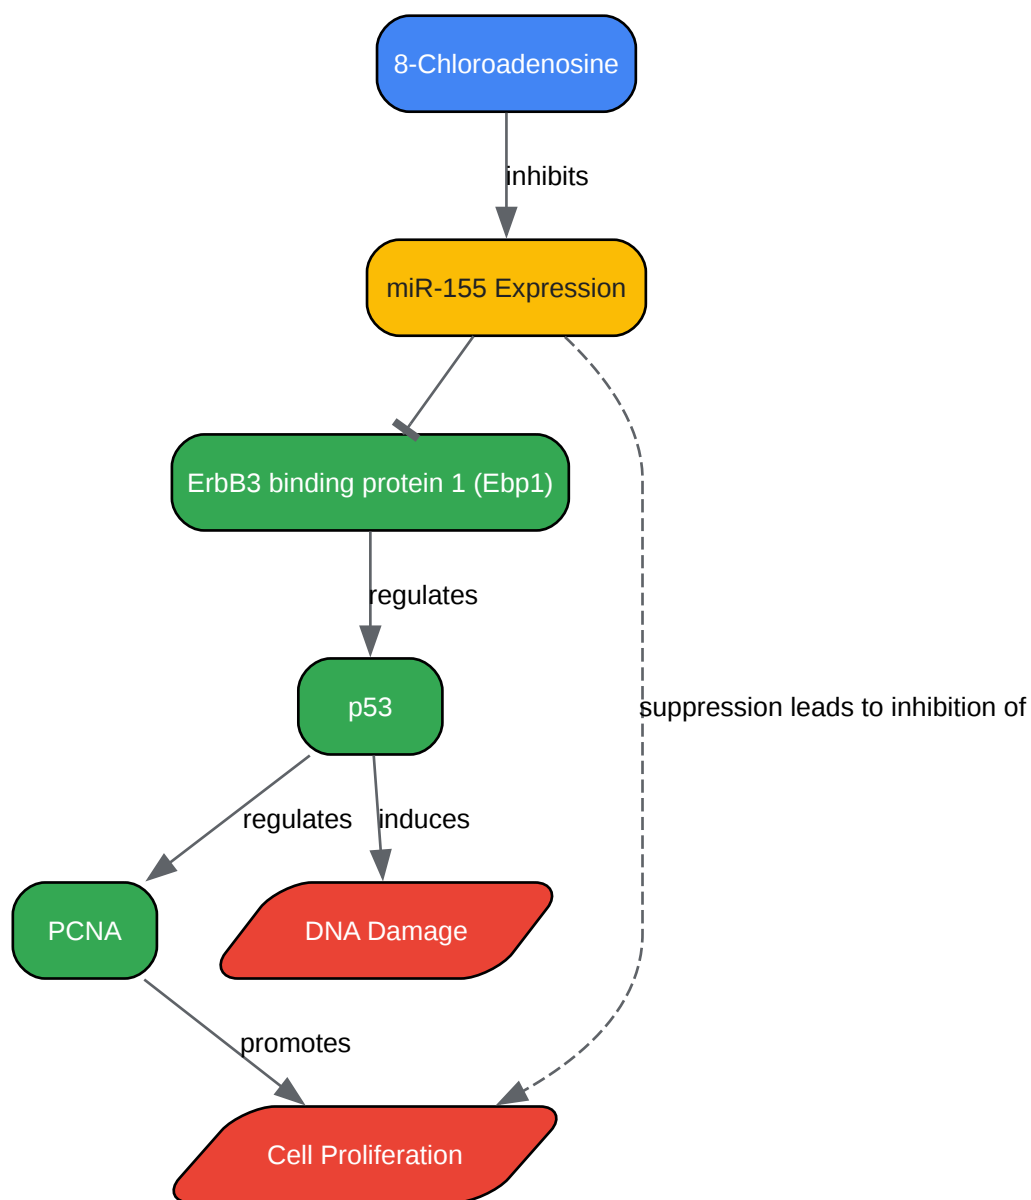 8-Chloroadenosine
inhibits
miR-155 Expression
ErbB3 binding protein 1 (Ebp1)
regulates
p53
suppression leads to inhibition of
regulates
induces
PCNA
DNA Damage
promotes
Cell Proliferation